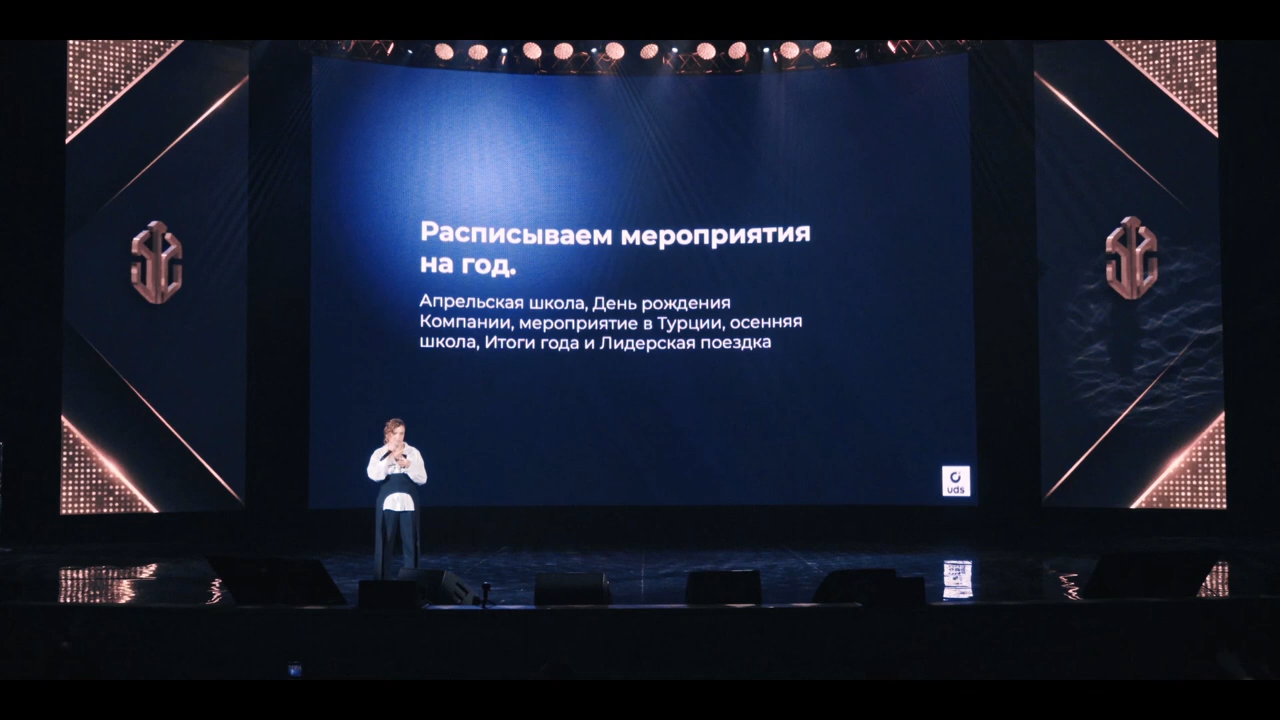 Расписываем мероприятия
на год.
Апрельская школа, День рождения
Компании, мероприятие в Турции, осенняя
школа, Итоги года и Лидерская поездка
uds